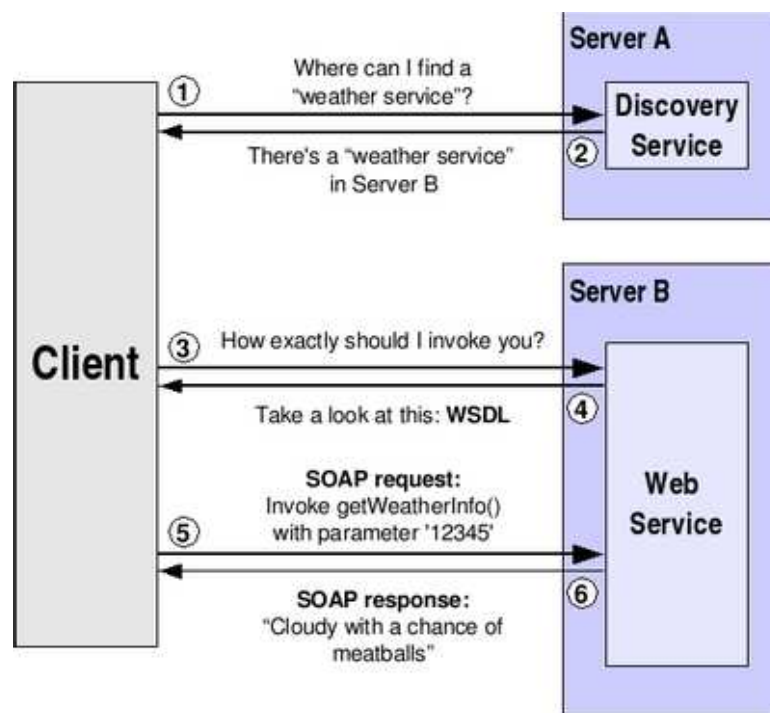 Server A
①
Where can I find a
“weather service”?
Discovery
Service
②
There's a “weather service”
in Server B
Server B
Client
③
How exactly should I invoke you?
④
Take a look at this: WSDL
Web
Service
SOAP request:
Invoke getWeatherInfo()
with parameter '12345'
⑤
⑥
SOAP response:
“Cloudy with a chance of
meatballs”